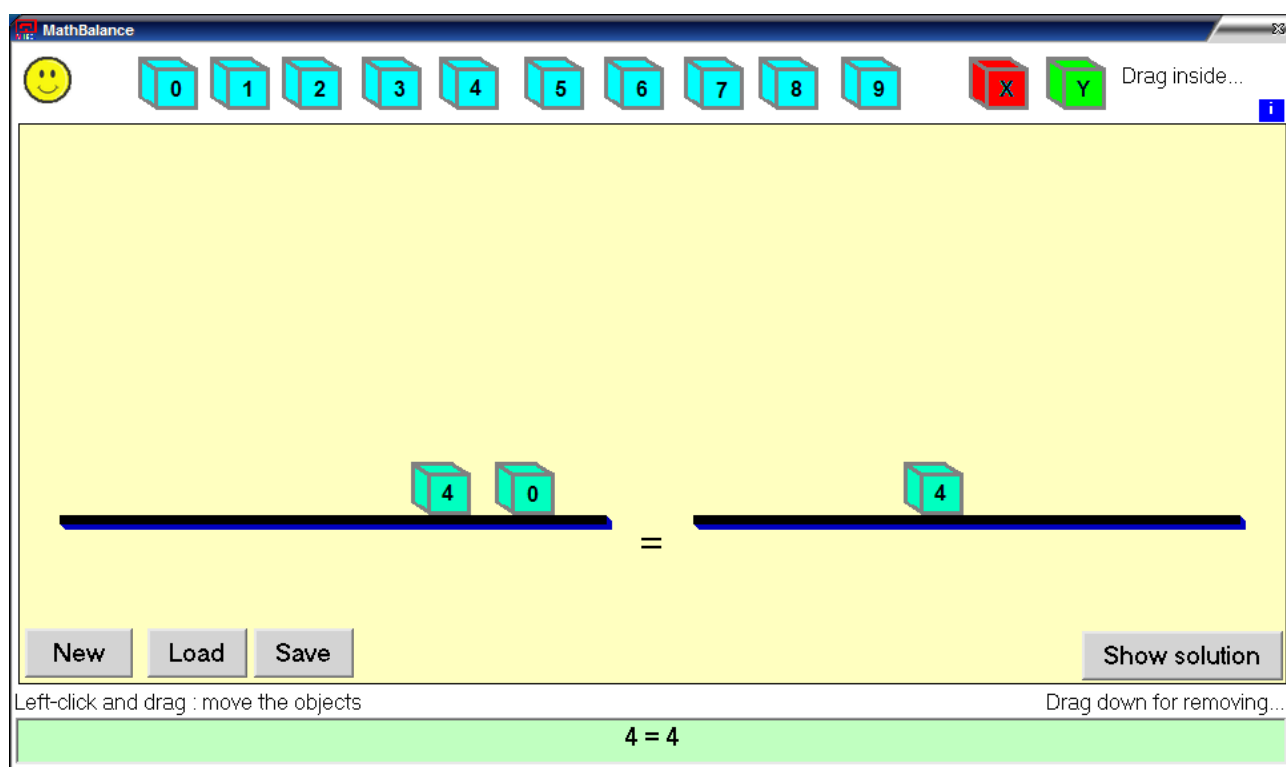 MathBalance
0 1 2 3 4 5 6 7 8 9 X Y Drag inside...
i
4 0 4
=
New Load Save Show solution
Left-click and drag : move the objects Drag down for removing...
4 = 4